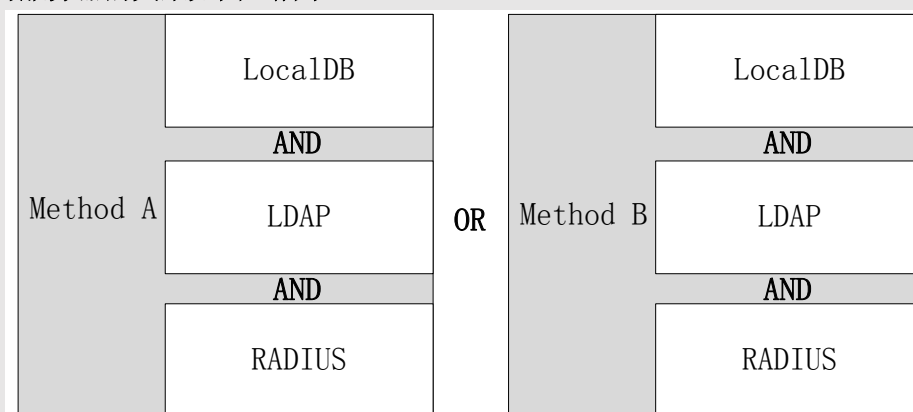 LocalDB
AND
Method A
LDAP
AND
RADIUS
OR
LocalDB
AND
Method B
LDAP
AND
RADIUS